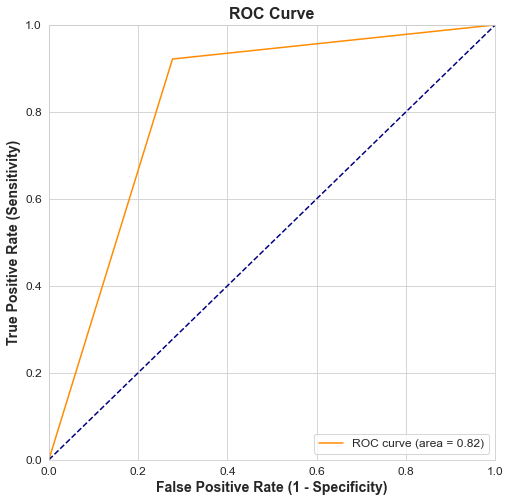 ROC Curve
True Positive Rate (Sensitivity)
1.0
0.8
0.6
0.4
0.2
0.0
ROC curve (area = 0.82)
0.0 0.2 0.4 0.6 0.8 1.0
False Positive Rate (1 - Specificity)